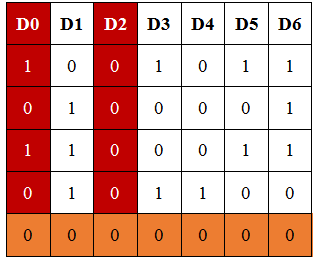 D0 D1 D2 D3 D4 D5 D6
1 0 0 1 0 1 1
0 1 0 0 0 0 1
1 1 0 0 0 1 1
0 1 0 1 1 0 0
0 0 0 0 0 0 0